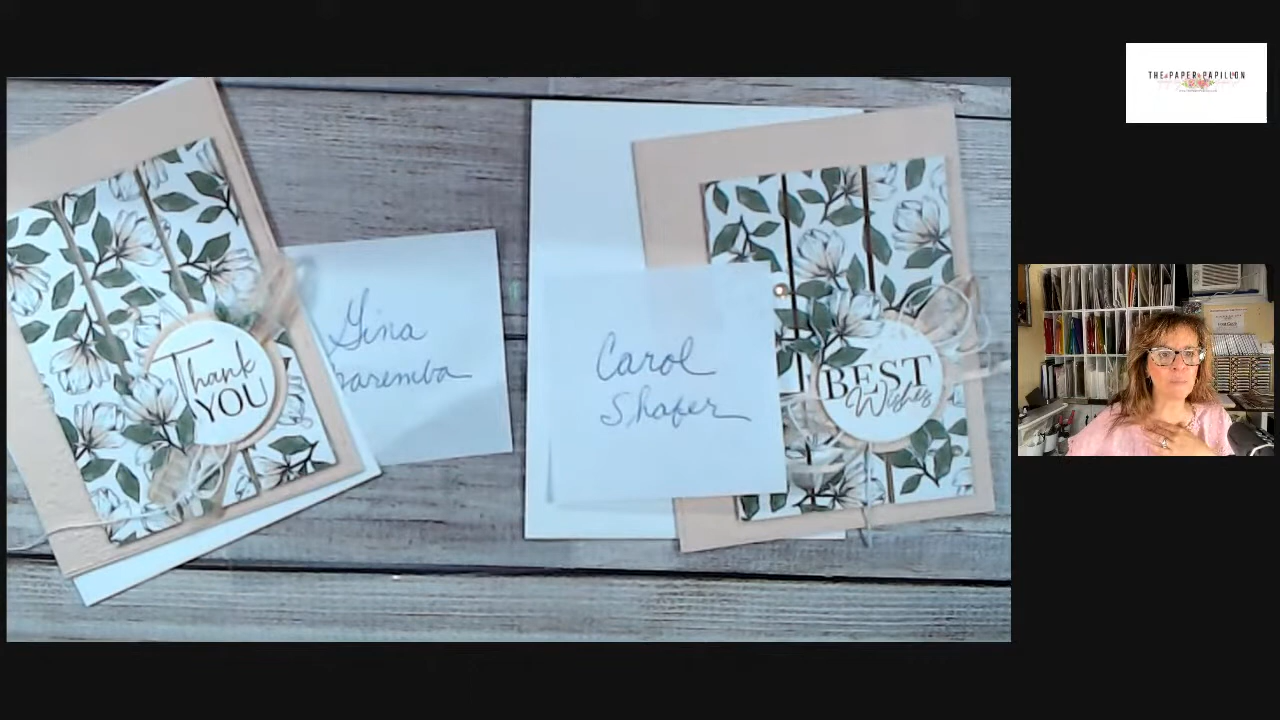 THE PAPER PAPILLON
Thank
YOU
Gina
Carol
Shafer
BEST
Wishes